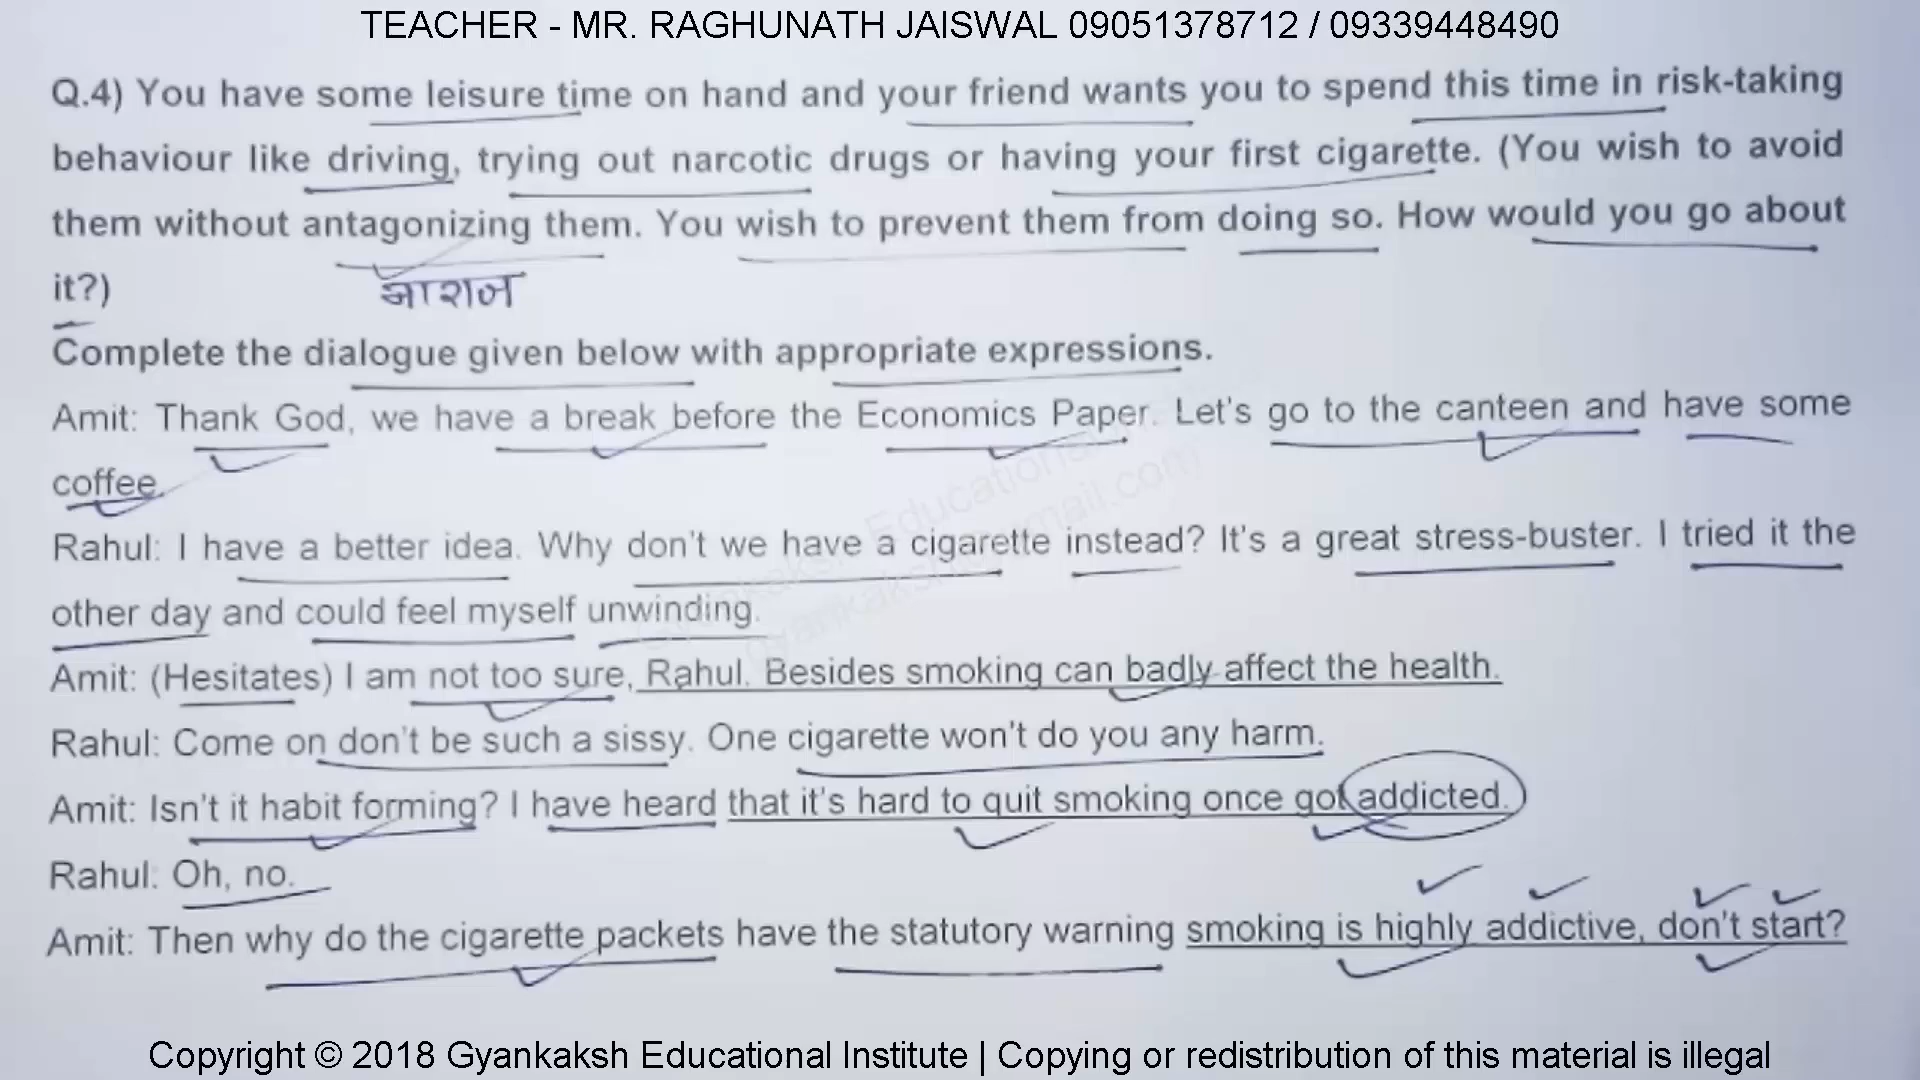 TEACHER - MR. RAGHUNATH JAISWAL 09051378712 / 09339448490
Q.4) You have some leisure time on hand and your friend wants you to spend this time in risk-taking
behaviour like driving, trying out narcotic drugs or having your first cigarette. (You wish to avoid
them without antagonizing them. You wish to prevent them from doing so. How would you go about
it?)
नाराज
Complete the dialogue given below with appropriate expressions.
Amit: Thank God, we have a break before the Economics Paper. Let's go to the canteen and have some
coffee.
Rahul: I have a better idea. Why don't we have a cigarette instead? It's a great stress-buster. I tried it the
other day and could feel myself unwinding.
Amit: (Hesitates) I am not too sure, Rahul. Besides smoking can badly affect the health.
Rahul: Come on don't be such a sissy. One cigarette won't do you any harm.
Amit: Isn't it habit forming? I have heard that it's hard to quit smoking once got addicted.
Rahul: Oh, no.
Amit: Then why do the cigarette packets have the statutory warning smoking is highly addictive, don't start?
Copyright © 2018 Gyankaksh Educational Institute | Copying or redistribution of this material is illegal